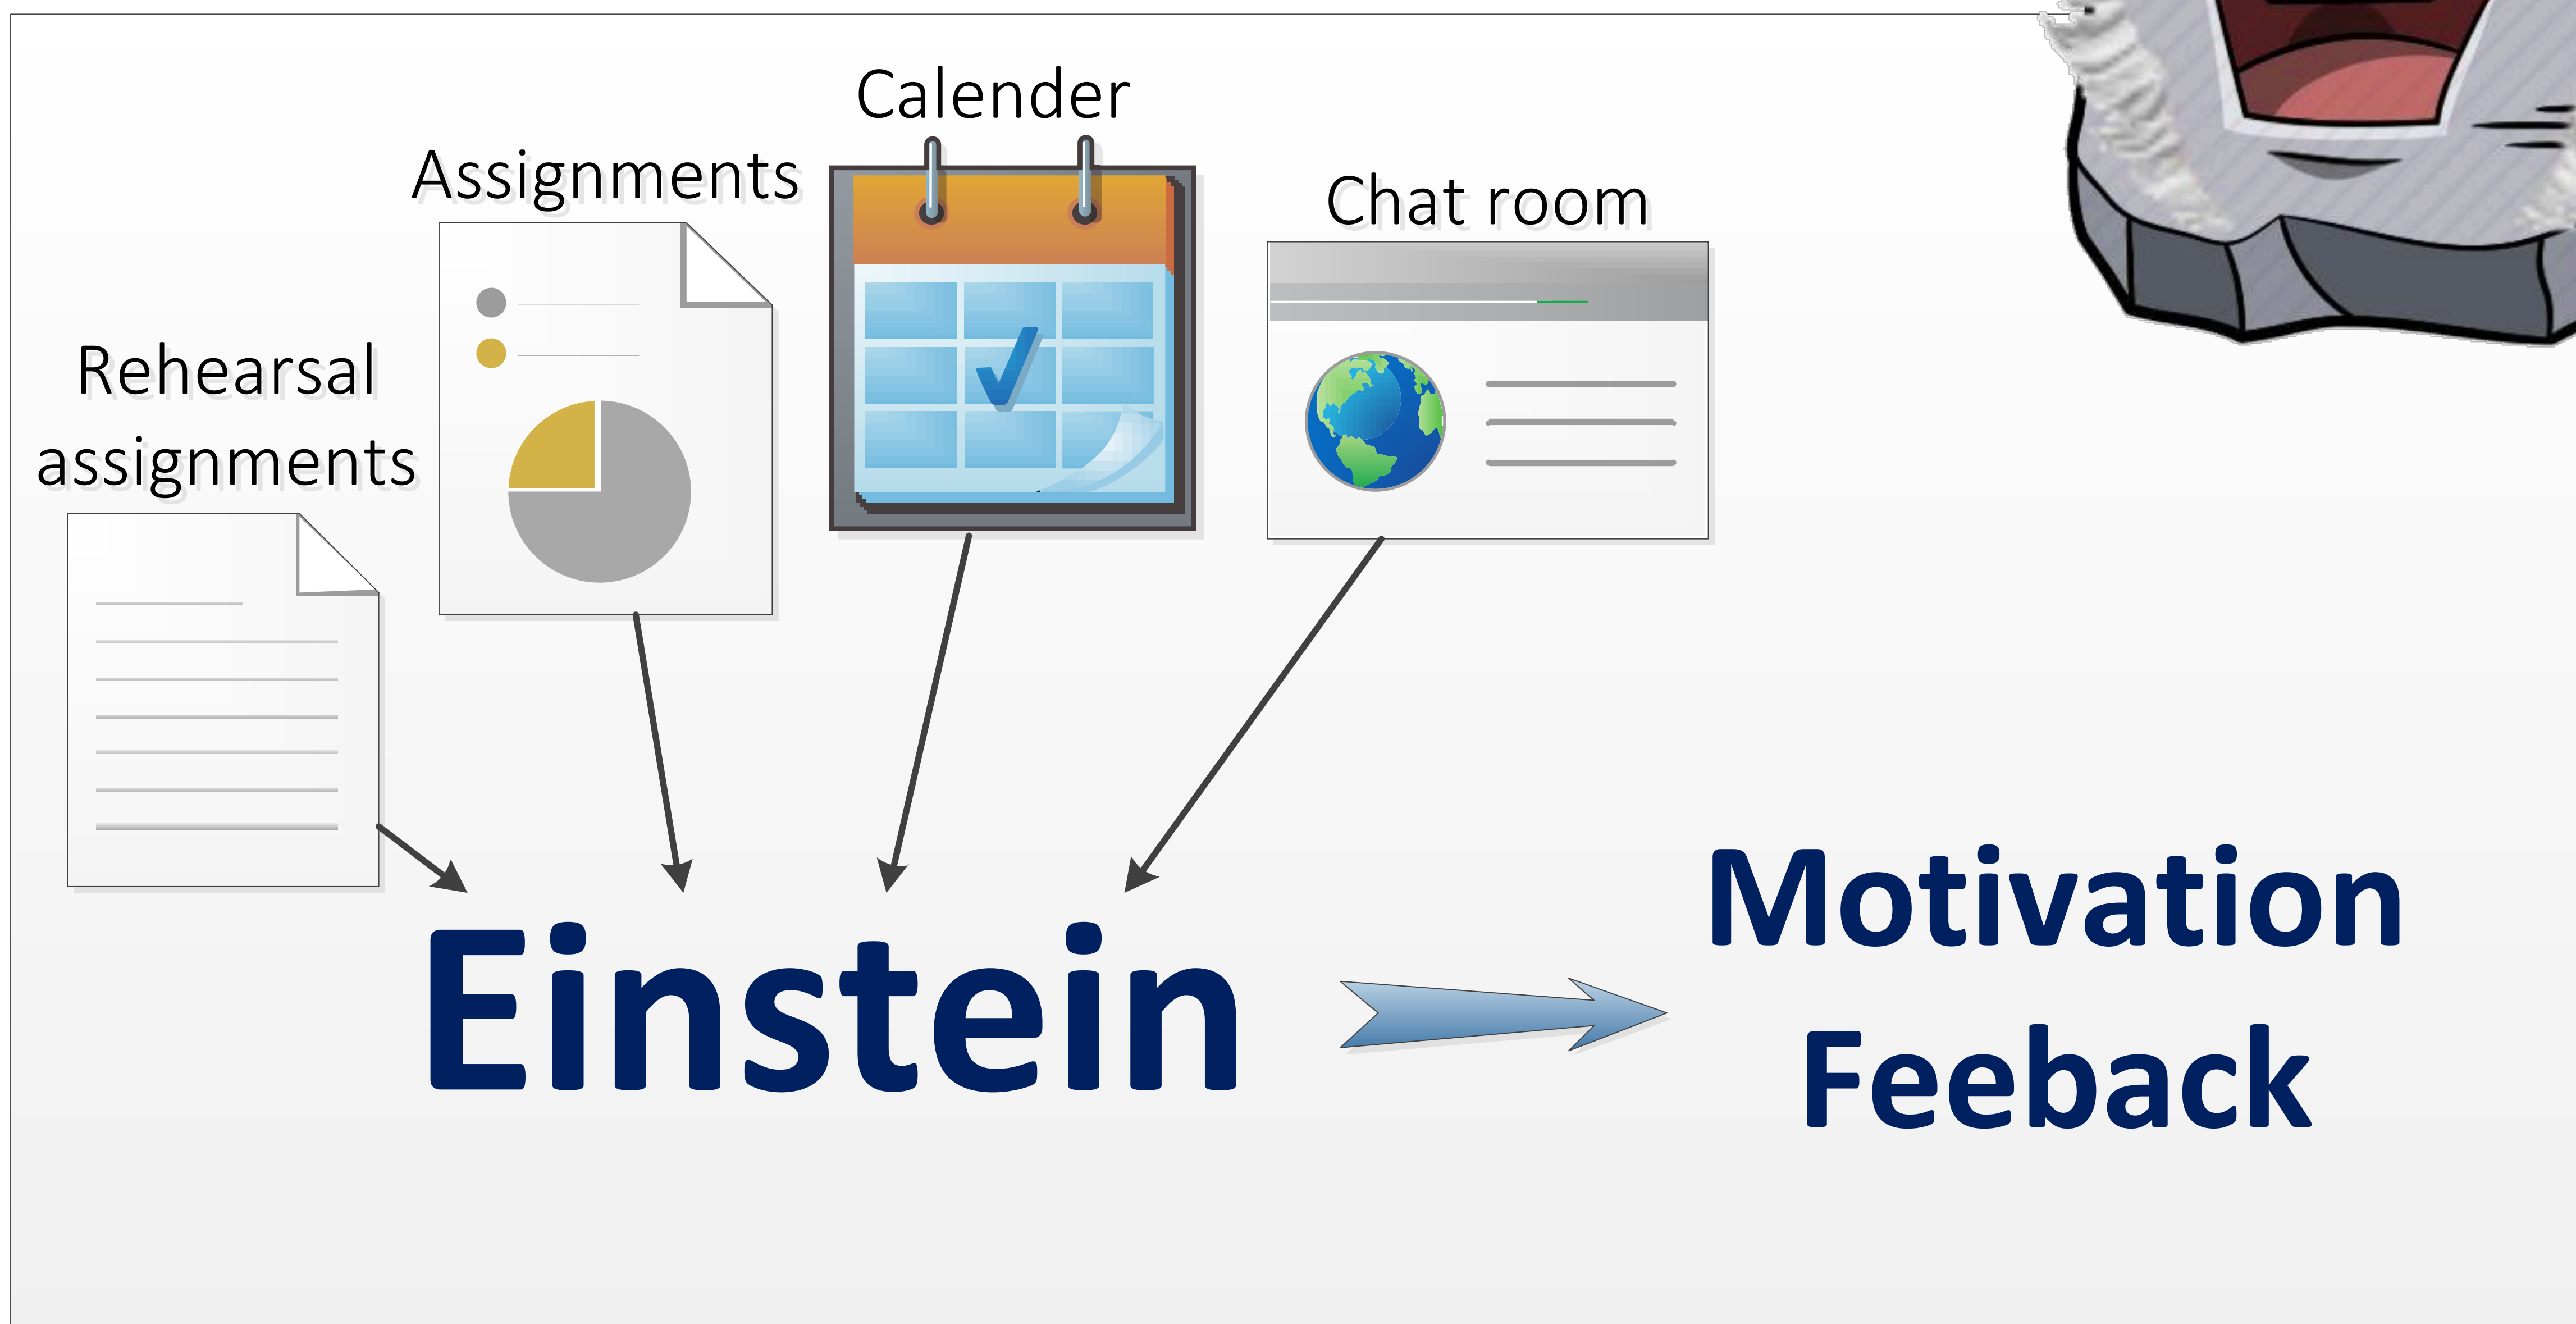 Calender
Assignments
Chat room
Rehearsal
assignments
Einstein
Motivation
Feeback